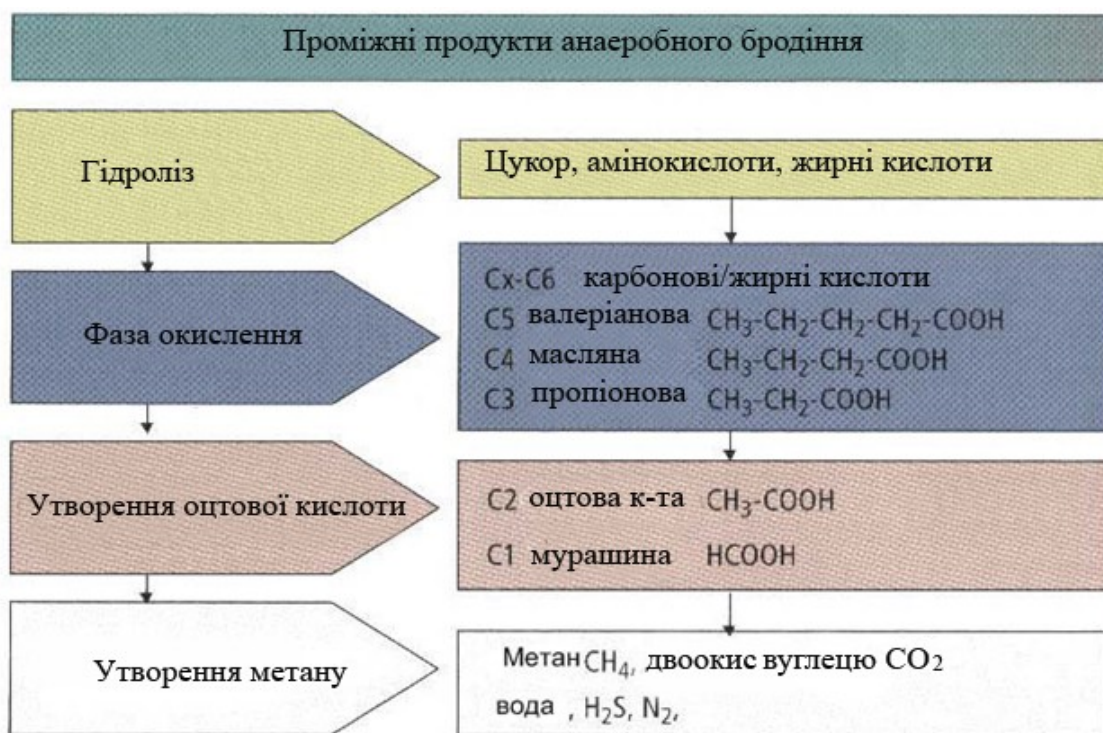 Проміжні продукти анаеробного бродіння
Гідроліз
Цукор, амінокислоти, жирні кислоти
Фаза окислення
Cx-C6 карбонові/жирні кислоти
C5 валеріанова CH₃-CH₂-CH₂-CH₂-COOH
C4 масляна CH₃-CH₂-CH₂-COOH
C3 пропіонова CH₃-CH₂-COOH
Утворення оцтової кислоти
C2 оцтова к-та CH₃-COOH
C1 мурашина HCOOH
Утворення метану
Метан CH₄, двоокис вуглецю CO₂
вода , H₂S, N₂,